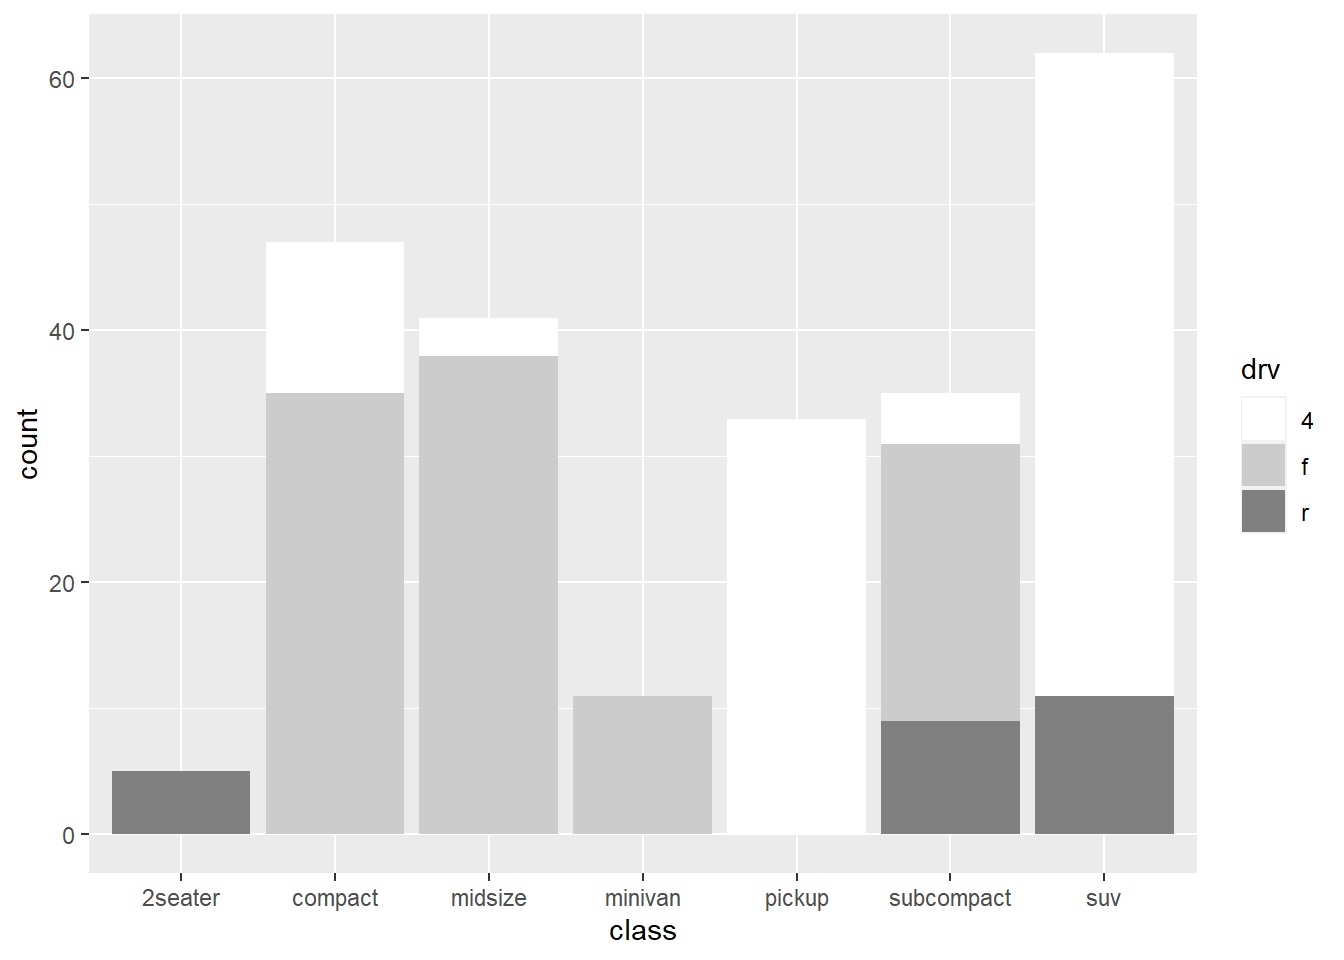 60
40
20
0
count
2seater compact midsize minivan pickup subcompact suv
class
drv
4
f
r